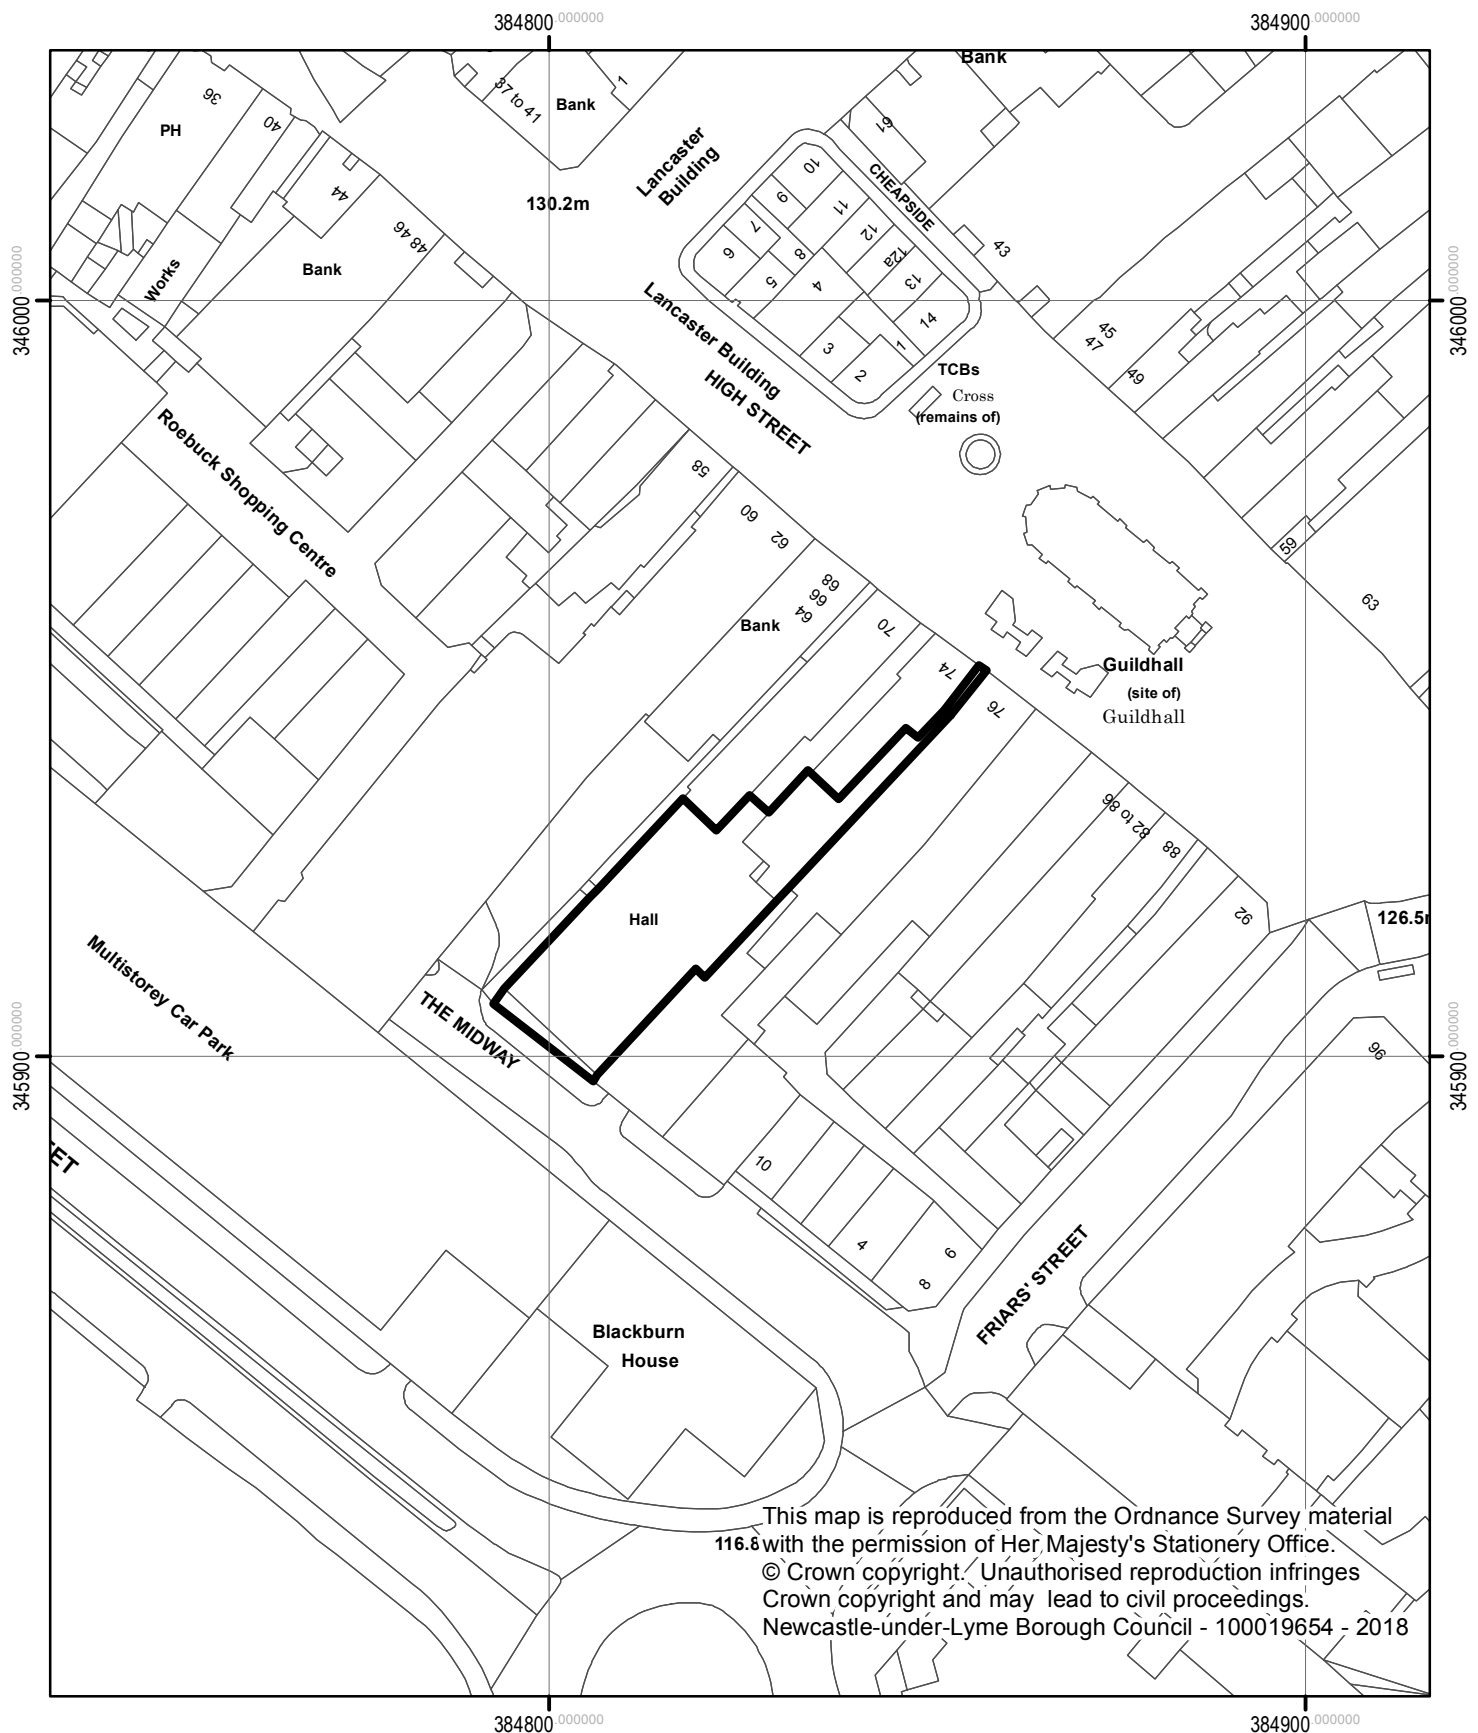 384800.000000
384900.000000
Bank
36
40
PH
37 to 41
Bank
1
61
Lancaster
Building
10
CHEAPSIDE
44
130.2m
9
11
7
12
43
48 46
6
8
12a
Bank
5
4
13
Works
346000.000000
346000.000000
Lancaster Building
14
45
47
3
1
2
TCBs
49
HIGH STREET
Cross
(remains of)
Roebuck Shopping Centre
58
60
62
59
68
66
64
63
Bank
70
74
Guildhall
(site of)
Guildhall
76
82 to 86
88
92
Hall
126.5
Multistorey Car Park
THE MIDWAY
345900.000000
345900.000000
96
EET
10
4
6
8
FRIARS' STREET
Blackburn
House
116.8
This map is reproduced from the Ordnance Survey material
with the permission of Her Majesty's Stationery Office.
© Crown copyright. Unauthorised reproduction infringes
Crown copyright and may lead to civil proceedings.
Newcastle-under-Lyme Borough Council - 100019654 - 2018
384800.000000
384900.000000